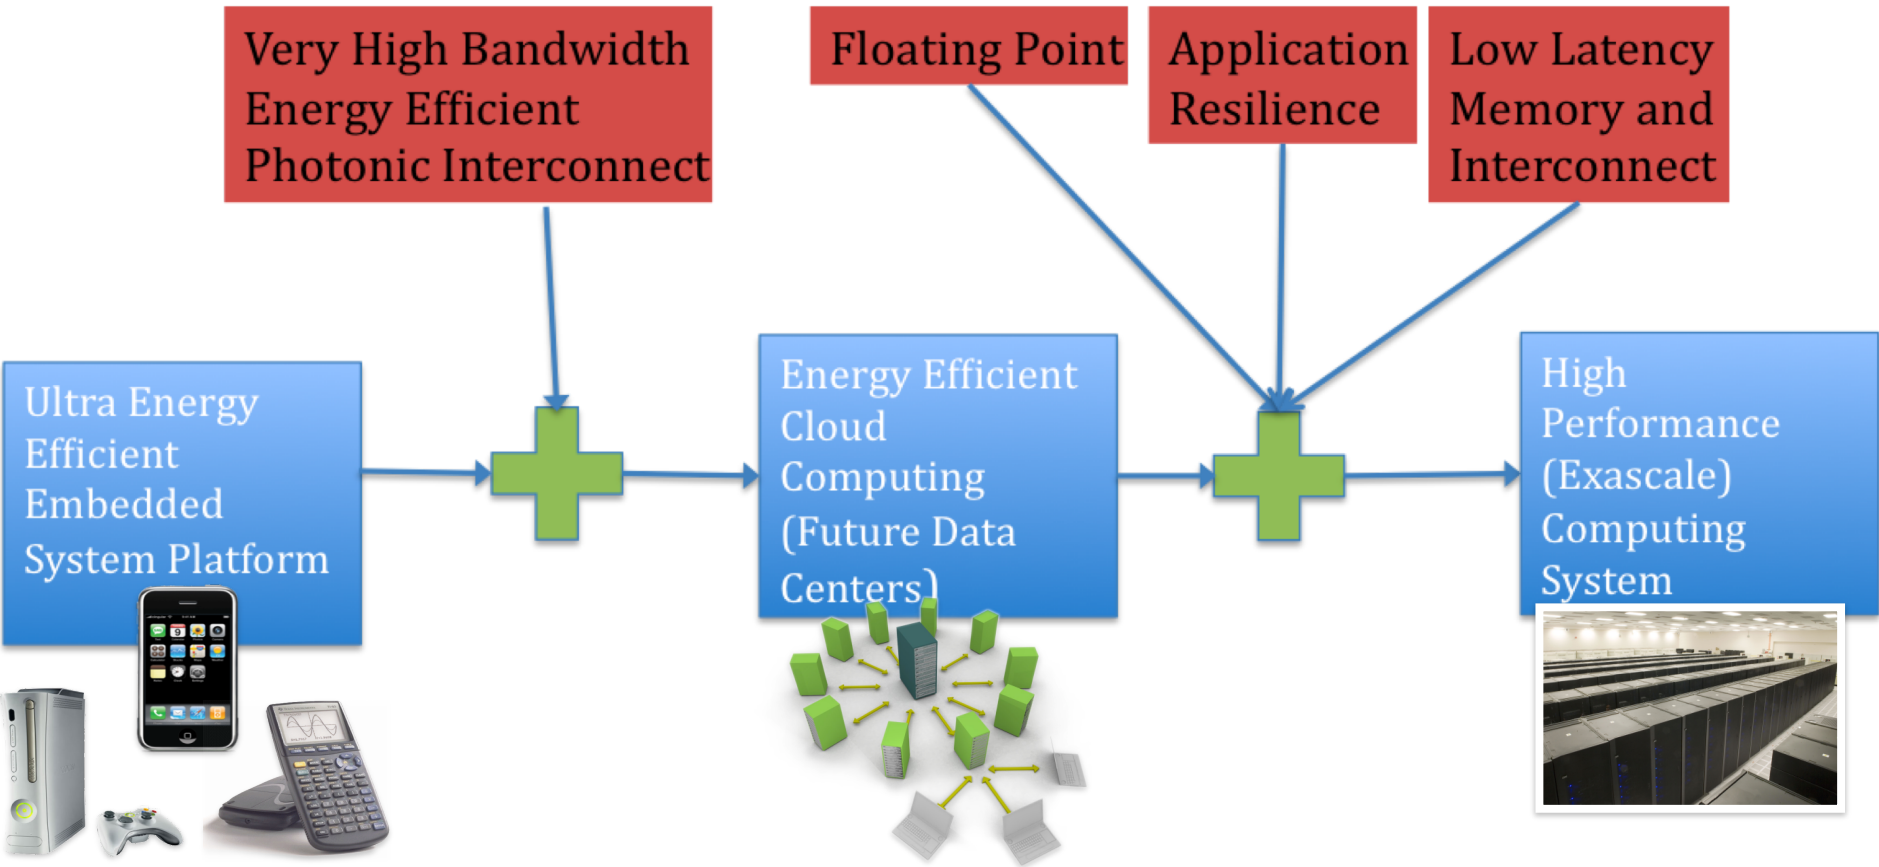 Very High Bandwidth
Energy Efficient
Photonic Interconnect
Floating Point
Application
Resilience
Low Latency
Memory and
Interconnect
Ultra Energy
Efficient
Embedded
System Platform
Energy Efficient
Cloud
Computing
(Future Data
Centers)
High
Performance
(Exascale)
Computing
System
9